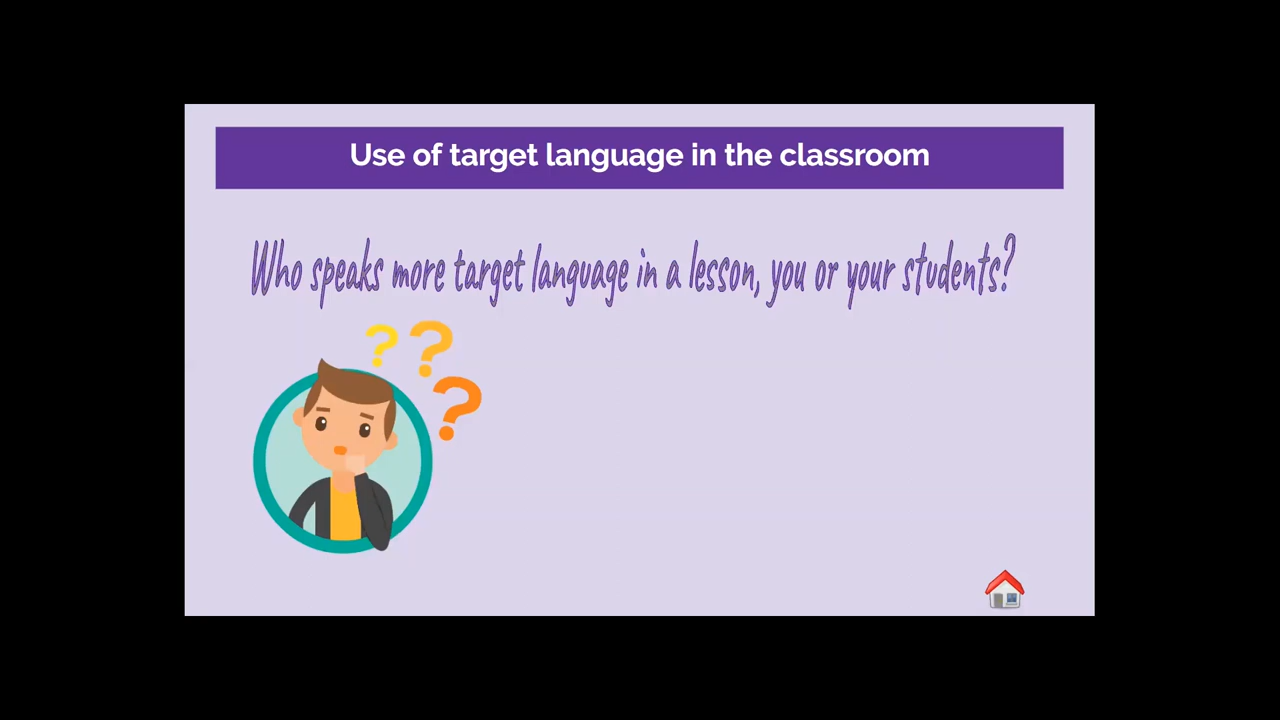 Use of target language in the classroom
Who speaks more target language in a lesson, you or your students?
? ? ?